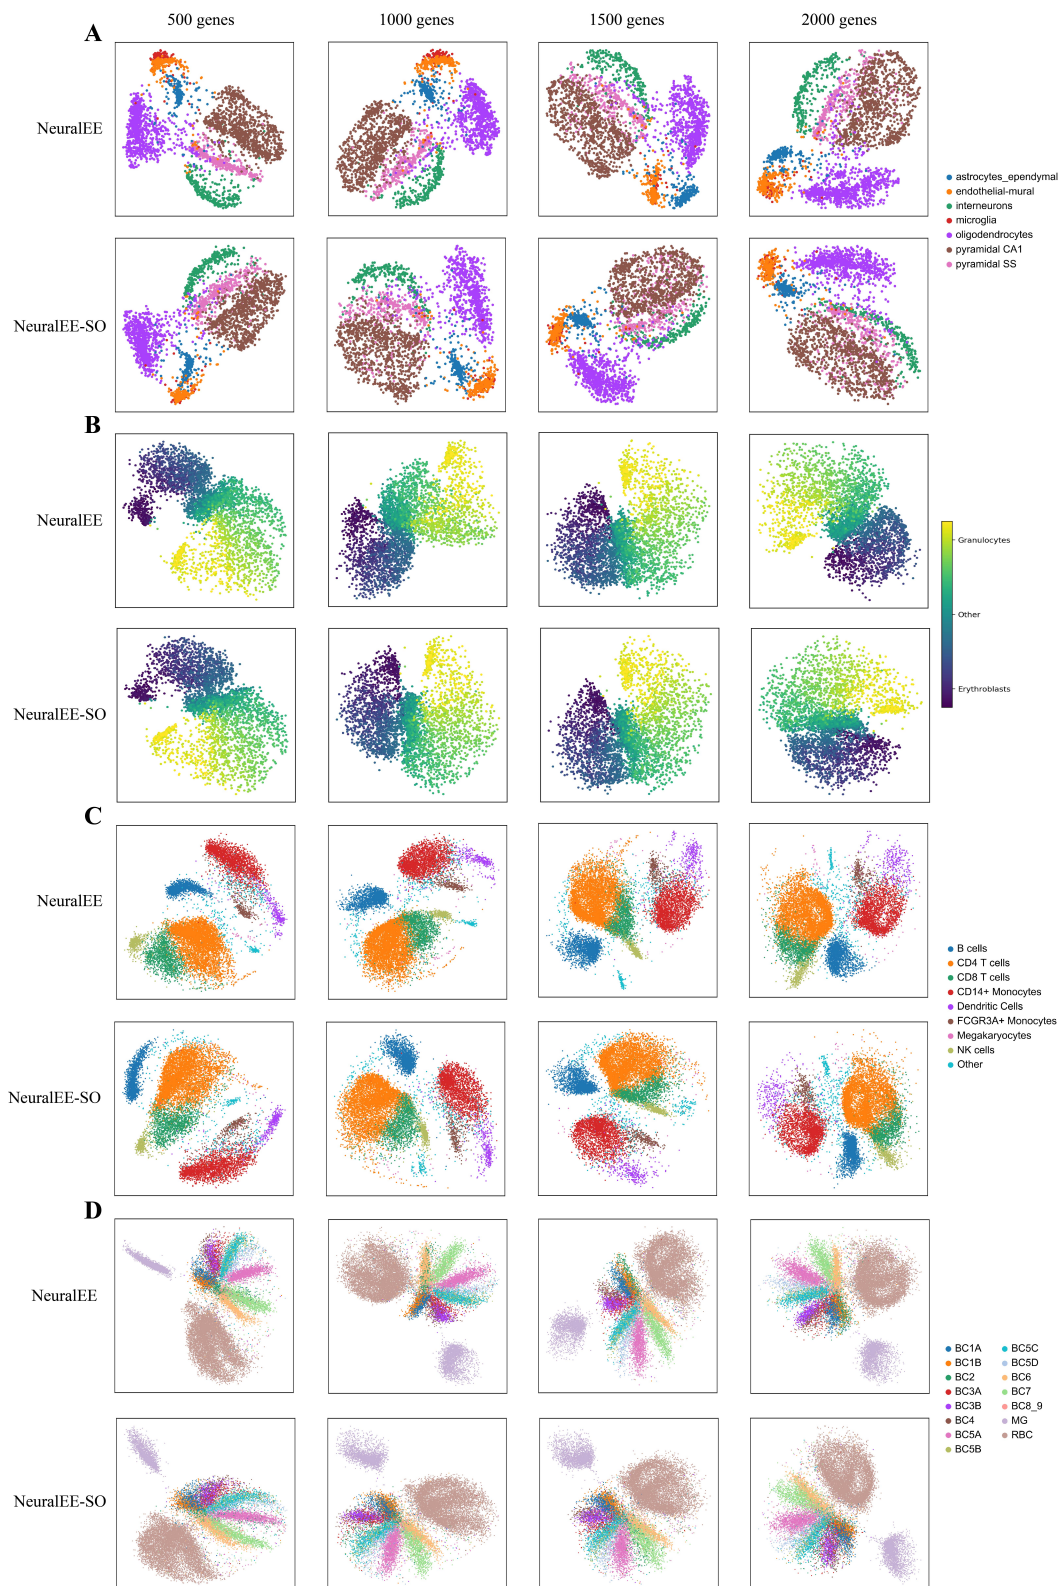 500 genes 1000 genes 1500 genes 2000 genes
A
NeuralEE
astrocytes_ependymal
endothelial-mural
interneurons
microglia
oligodendrocytes
pyramidal CA1
pyramidal SS
NeuralEE-SO
B
NeuralEE
Granulocytes
Other
Erythroblasts
NeuralEE-SO
C
NeuralEE
B cells
CD4 T cells
CD8 T cells
CD14+ Monocytes
Dendritic Cells
FCGR3A+ Monocytes
Megakaryocytes
NK cells
Other
NeuralEE-SO
D
NeuralEE
BC1A BC5C
BC1B BC5D
BC2 BC6
BC3A BC7
BC3B BC8_9
BC4 MG
BC5A RBC
BC5B
NeuralEE-SO